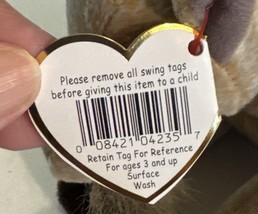 Please remove all swing tags
before giving this item to a child
0 08421 04235 7
Retain Tag For Reference
For ages 3 and up
Surface
Wash